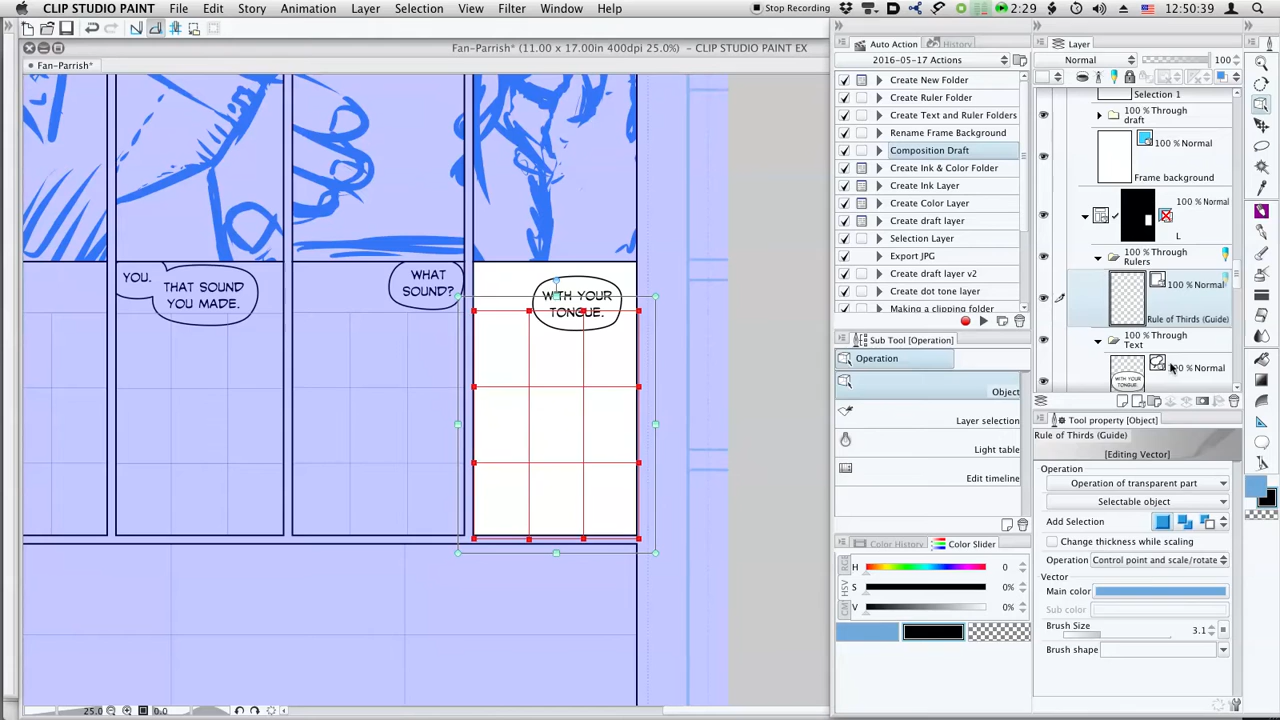 CLIP STUDIO PAINT File Edit Story Animation Layer Selection View Filter Window Help Stop Recording 2:29 12:50:39
Fan-Parrish* (11.00 x 17.00in 400dpi 25.0%) - CLIP STUDIO PAINT EX
Fan-Parrish*
YOU.
THAT SOUND
YOU MADE.
WHAT
SOUND?
WITH YOUR
TONGUE.
25.0
0.0
Auto Action
History
2016-05-17 Actions
Create New Folder
Create Ruler Folder
Create Text and Ruler Folders
Rename Frame Background
Composition Draft
Create Ink & Color Folder
Create Ink Layer
Create Color Layer
Create draft layer
Selection Layer
Export JPG
Create draft layer v2
Create dot tone layer
Making a clipping folder
Sub Tool [Operation]
Operation
Object
Layer selection
Light table
Edit timeline
Color History
Color Slider
RGB
HSV
H 0
S 0%
V 0%
Layer
Normal 100
Selection 1
100 % Through
draft
100 % Normal
Frame background
100 % Normal
L
100 % Through
Rulers
100 % Normal
Rule of Thirds (Guide)
100 % Through
Text
WITH YOUR
TONGUE.
100 % Normal
Tool property [Object]
Rule of Thirds (Guide)
[Editing Vector]
Operation
Operation of transparent part
Selectable object
Add Selection
Change thickness while scaling
Operation Control point and scale/rotate
Vector
Main color
Sub color
Brush Size
3.1
Brush shape